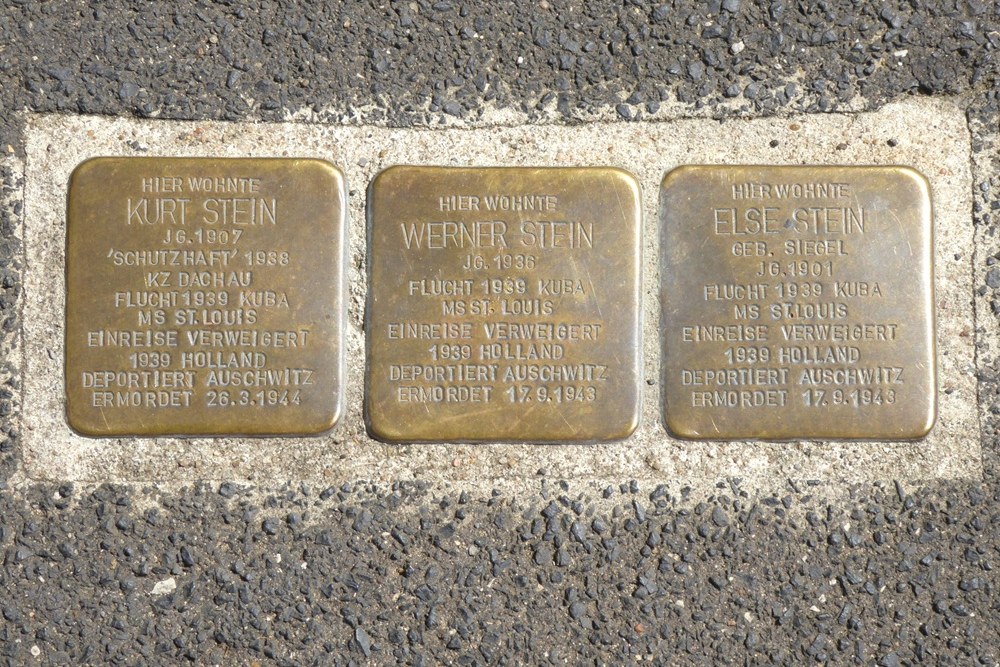 HIER WOHNTE
KURT STEIN
JG. 1907
'SCHUTZHAFT' 1938
KZ DACHAU
FLUCHT 1939 KUBA
MS ST. LOUIS
EINREISE VERWEIGERT
1939 HOLLAND
DEPORTIERT AUSCHWITZ
ERMORDET 26.3.1944
HIER WOHNTE
WERNER STEIN
JG. 1936
FLUCHT 1939 KUBA
MS ST. LOUIS
EINREISE VERWEIGERT
1939 HOLLAND
DEPORTIERT AUSCHWITZ
ERMORDET 17.9.1943
HIER WOHNTE
ELSE STEIN
GEB. SIEGEL
JG. 1901
FLUCHT 1939 KUBA
MS ST. LOUIS
EINREISE VERWEIGERT
1939 HOLLAND
DEPORTIERT AUSCHWITZ
ERMORDET 17.9.1943